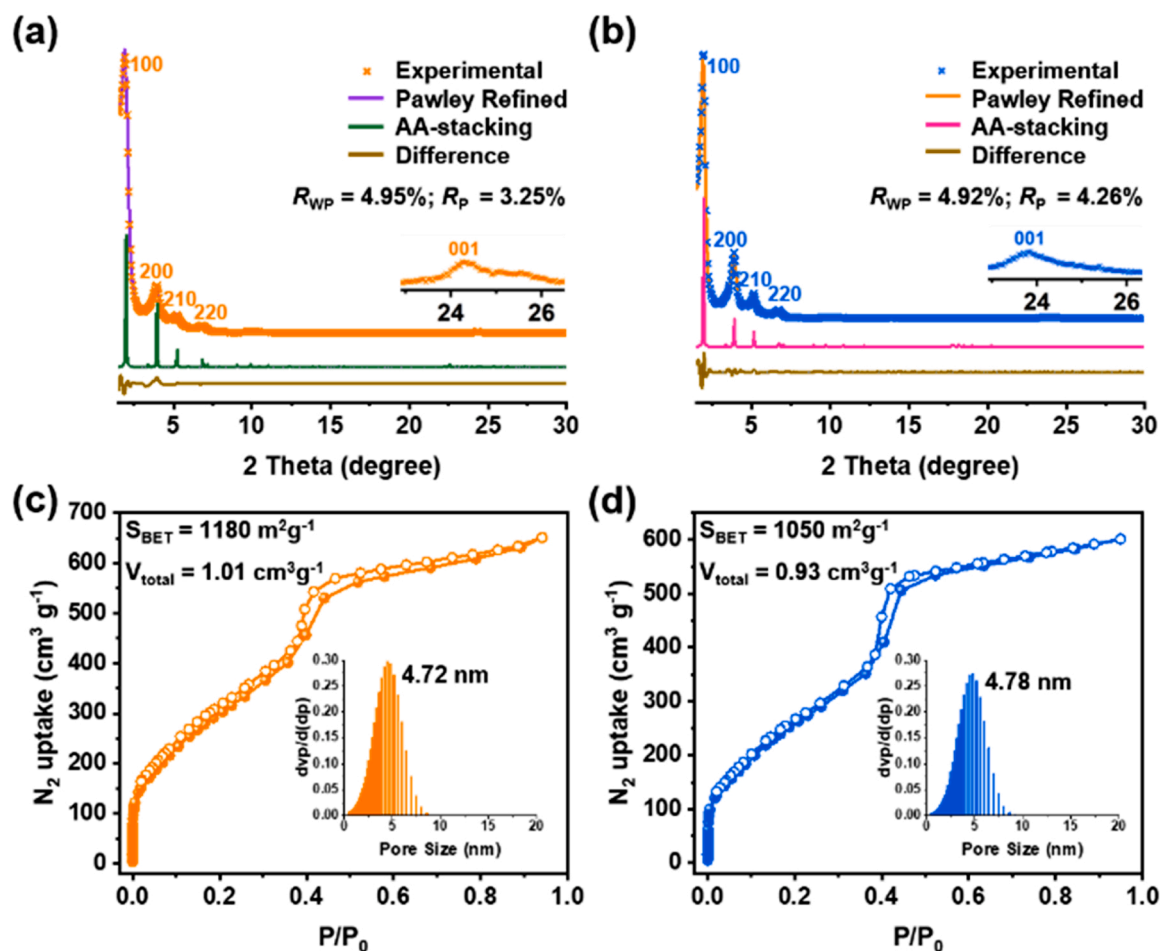 (a)
100
Experimental
Pawley Refined
AA-stacking
Difference
R_WP = 4.95%; R_P = 3.25%
001
24 26
200
210
220
5 10 15 20 25 30
2 Theta (degree)
(b)
100
Experimental
Pawley Refined
AA-stacking
Difference
R_WP = 4.92%; R_P = 4.26%
001
24 26
200
210
220
5 10 15 20 25 30
2 Theta (degree)
(c)
700
600
500
400
300
200
100
0
N₂ uptake (cm³ g⁻¹)
S_BET = 1180 m²g⁻¹
V_total = 1.01 cm³g⁻¹
4.72 nm
0.30
0.25
0.20
0.15
0.10
0.05
0.00
dvp/d(dp)
0 5 10 15 20
Pore Size (nm)
0.0 0.2 0.4 0.6 0.8 1.0
P/P₀
(d)
600
500
400
300
200
100
0
N₂ uptake (cm³ g⁻¹)
S_BET = 1050 m²g⁻¹
V_total = 0.93 cm³g⁻¹
4.78 nm
0.30
0.25
0.20
0.15
0.10
0.05
0.00
dvp/d(dp)
0 5 10 15 20
Pore Size (nm)
0.0 0.2 0.4 0.6 0.8 1.0
P/P₀